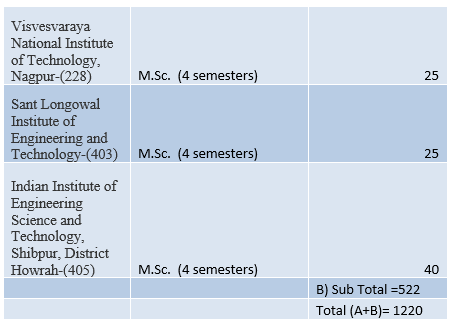 Visvesvaraya
National Institute
of Technology,
Nagpur-(228) M.Sc. (4 semesters) 25
Sant Longowal
Institute of
Engineering and
Technology-(403) M.Sc. (4 semesters) 25
Indian Institute of
Engineering
Science and
Technology,
Shibpur, District
Howrah-(405) M.Sc. (4 semesters) 40
B) Sub Total =522
Total (A+B)= 1220